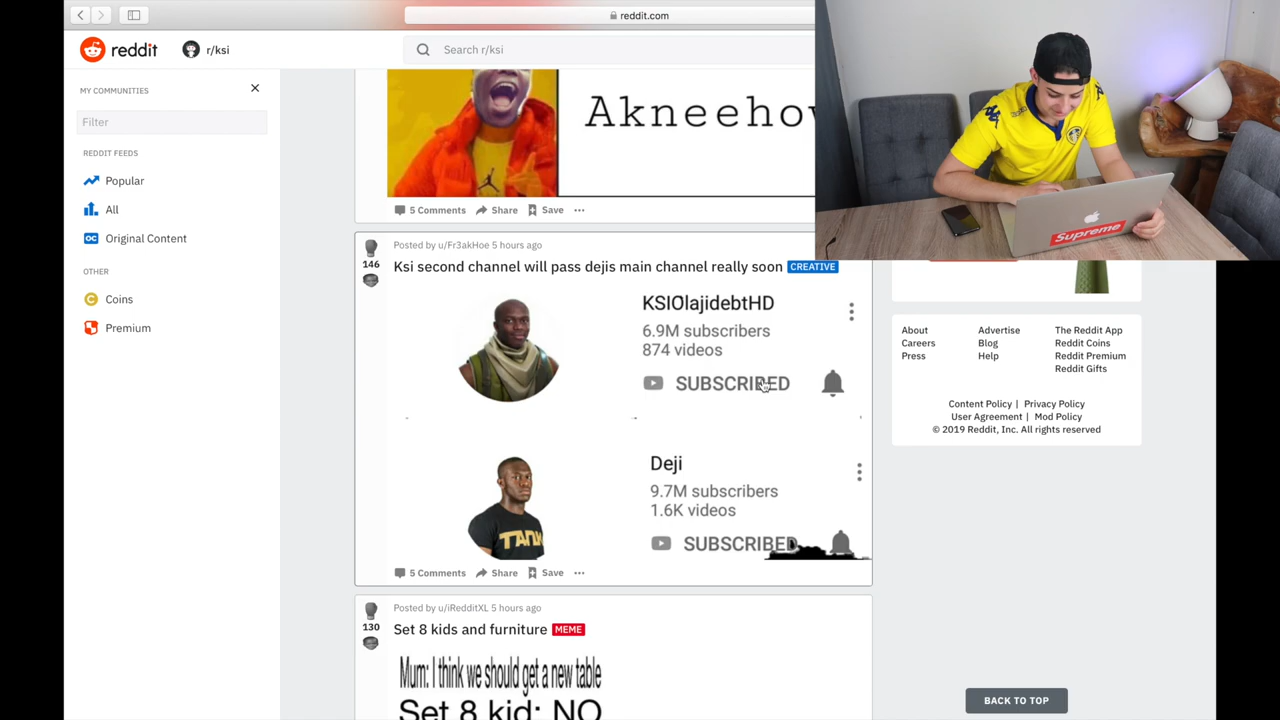 reddit.com
reddit
r/ksi
Search r/ksi
MY COMMUNITIES
Filter
REDDIT FEEDS
Popular
All
OC
Original Content
OTHER
Coins
Premium
Akneehow
5 Comments
Share
Save
Posted by u/Fr3akHoe 5 hours ago
146
Ksi second channel will pass dejis main channel really soon
CREATIVE
KSIOlajidebtHD
6.9M subscribers
874 videos
SUBSCRIBED
Deji
9.7M subscribers
1.6K videos
SUBSCRIBED
TANK
5 Comments
Share
Save
Posted by u/iRedditXL 5 hours ago
130
Set 8 kids and furniture
MEME
Mum: I think we should get a new table
Set 8 kid: NO
Supreme
About
Advertise
The Reddit App
Careers
Blog
Reddit Coins
Press
Help
Reddit Premium
Reddit Gifts
Content Policy | Privacy Policy
User Agreement | Mod Policy
© 2019 Reddit, Inc. All rights reserved
BACK TO TOP